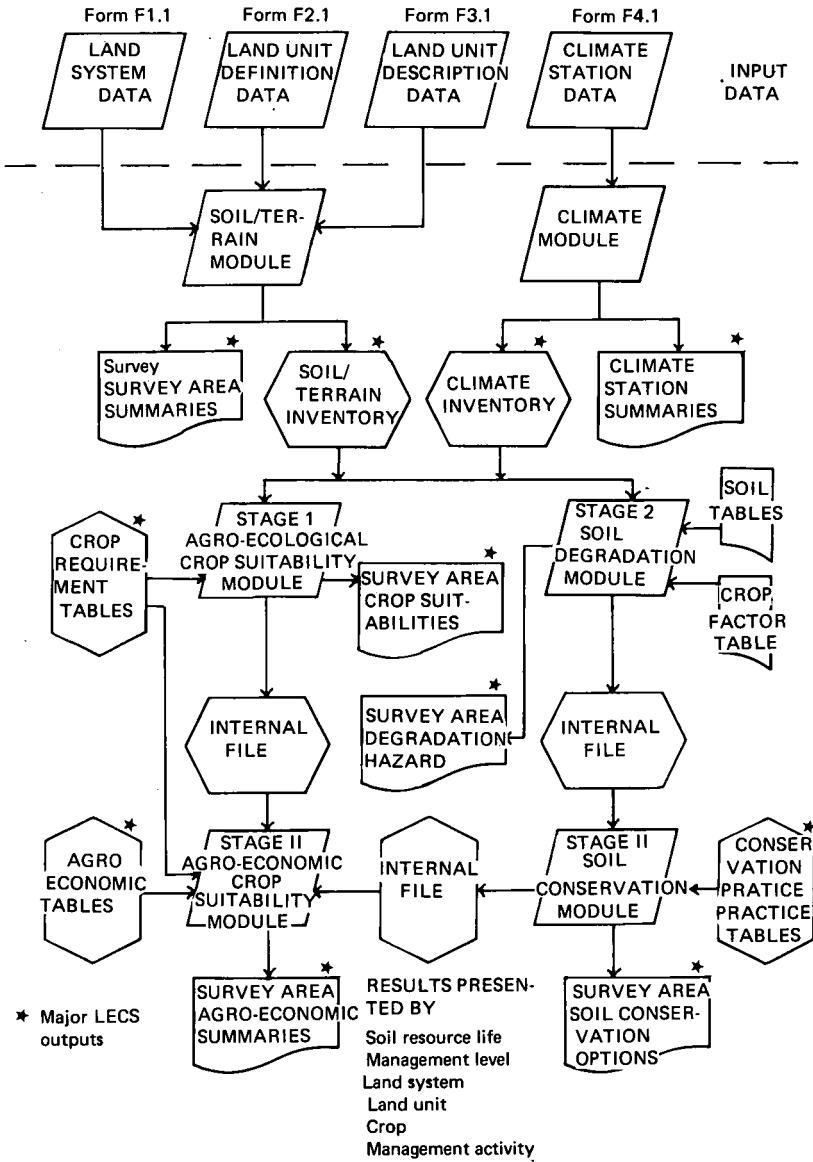 Form F1.1
Form F2.1
Form F3.1
Form F4.1
LAND
SYSTEM
DATA
LAND UNIT
DEFINITION
DATA
LAND UNIT
DESCRIPTION
DATA
CLIMATE
STATION
DATA
INPUT
DATA
SOIL/TER-
RAIN
MODULE
CLIMATE
MODULE
★
Survey
SURVEY AREA
SUMMARIES
★
SOIL/
TERRAIN
INVENTORY
★
CLIMATE
INVENTORY
★
CLIMATE
STATION
SUMMARIES
★
CROP
REQUIRE-
MENT
TABLES
STAGE 1
AGRO-ECOLOGICAL
CROP SUITABILITY
MODULE
★
SURVEY AREA
CROP SUIT-
ABILITIES
STAGE 2
SOIL
DEGRADATION
MODULE
SOIL
TABLES
CROP
FACTOR
TABLE
INTERNAL
FILE
★
SURVEY AREA
DEGRADATION
HAZARD
INTERNAL
FILE
★
AGRO
ECONOMIC
TABLES
STAGE II
AGRO-ECONOMIC
CROP
SUITABILITY
MODULE
INTERNAL
FILE
STAGE II
SOIL
CONSERVATION
MODULE
★
CONSER
VATION
PRATICE
PRACTICE
TABLES
★ Major LECS
outputs
★
SURVEY AREA
AGRO-ECONOMIC
SUMMARIES
RESULTS PRESEN-
TED BY
Soil resource life
Management level
Land system
Land unit
Crop
Management activity
★
SURVEY AREA
SOIL CONSER-
VATION
OPTIONS